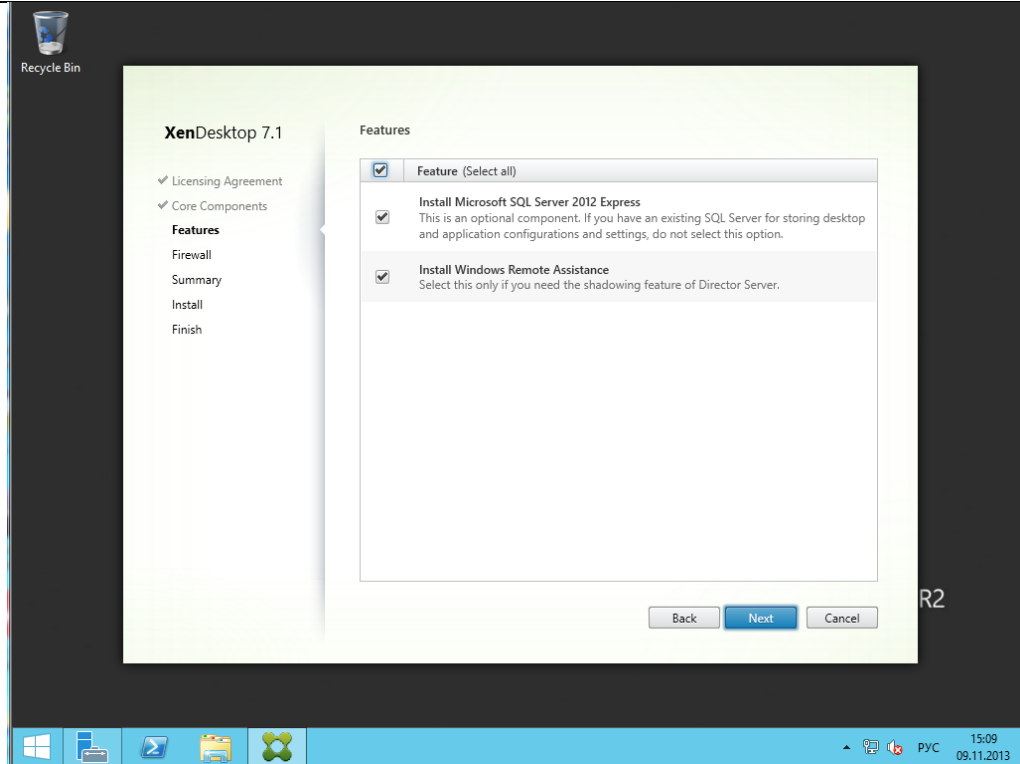 Recycle Bin
XenDesktop 7.1
Licensing Agreement
Core Components
Features
Firewall
Summary
Install
Finish
Features
Feature (Select all)
Install Microsoft SQL Server 2012 Express
This is an optional component. If you have an existing SQL Server for storing desktop
and application configurations and settings, do not select this option.
Install Windows Remote Assistance
Select this only if you need the shadowing feature of Director Server.
Back
Next
Cancel
R2
РУС
15:09
09.11.2013